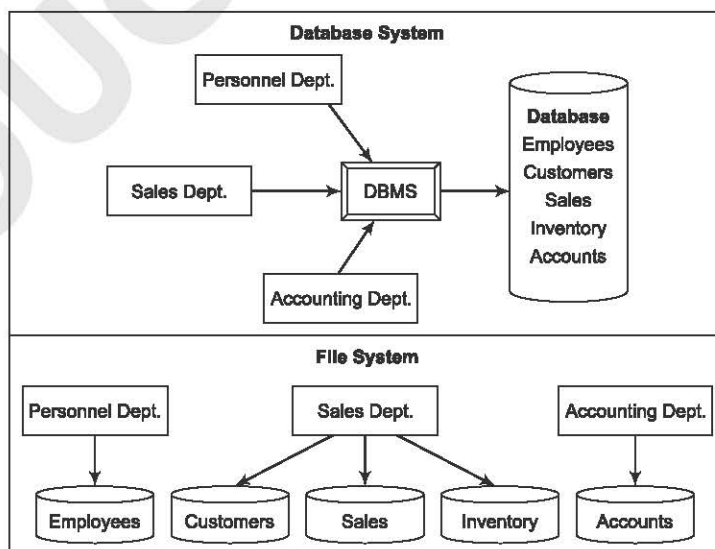 Database System
Personnel Dept.
Sales Dept.
DBMS
Accounting Dept.
Database
Employees
Customers
Sales
Inventory
Accounts
File System
Personnel Dept.
Sales Dept.
Accounting Dept.
Employees
Customers
Sales
Inventory
Accounts